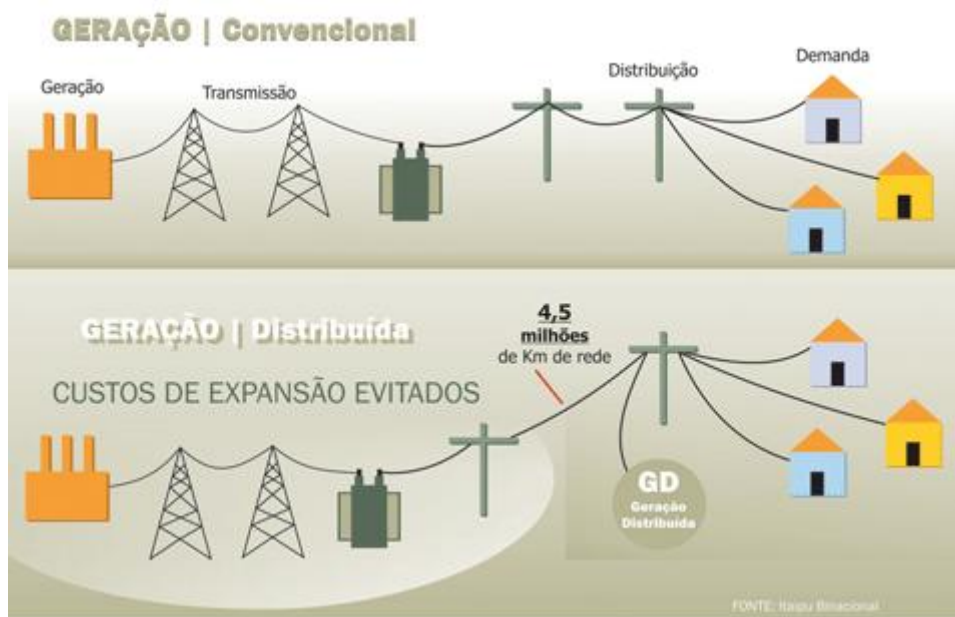 GERAÇÃO | Convencional
Geração
Transmissão
Distribuição
Demanda
GERAÇÃO | Distribuída
CUSTOS DE EXPANSÃO EVITADOS
4,5
milhões
de Km de rede
GD
Geração
Distribuída
FONTE: Itaipu Binacional